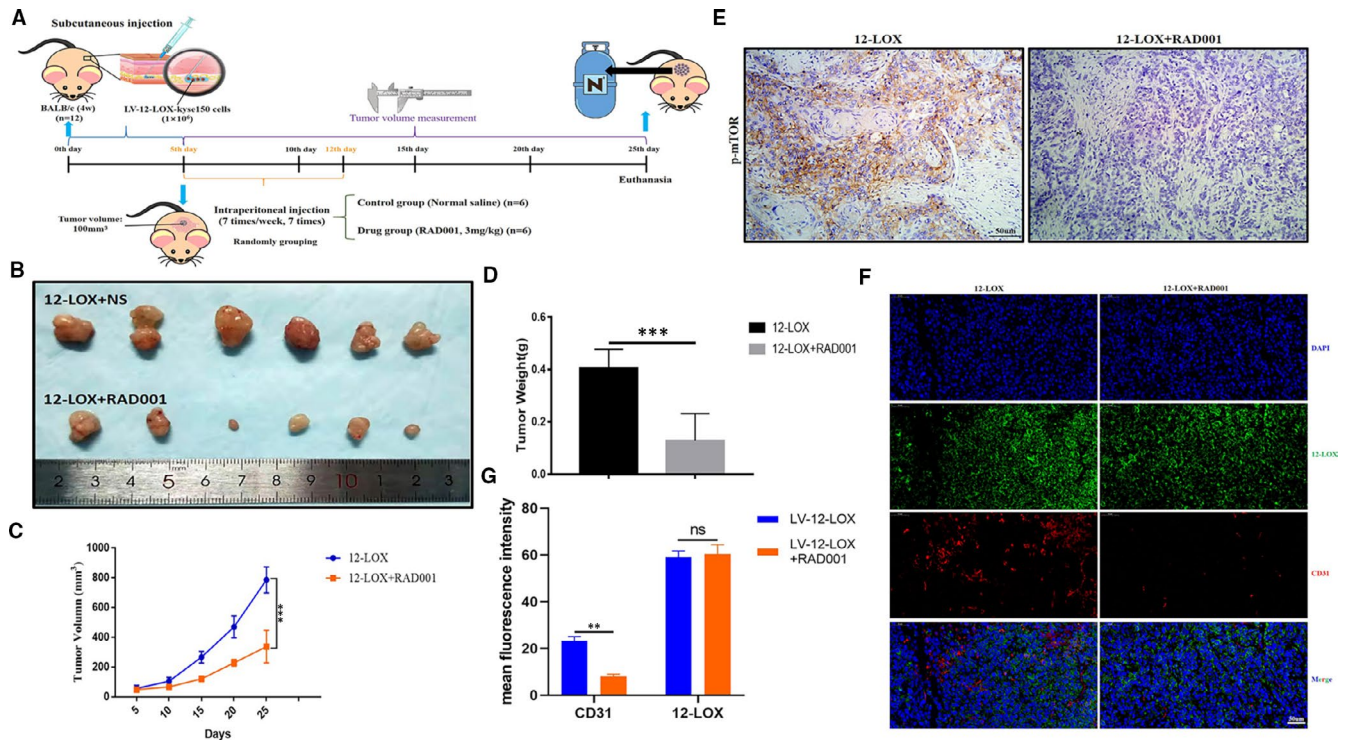 A
Subcutaneous injection
BALB/c (4w)
(n=12)
LV-12-LOX-kyse150 cells
(1×10⁶)
Tumor volume measurement
N
0th day
5th day
10th day
12th day
15th day
20th day
25th day
Euthanasia
Tumor volume:
100mm³
Intraperitoneal injection
(7 times/week, 7 times)
Randomly grouping
Control group (Normal saline) (n=6)
Drug group (RAD001, 3mg/kg) (n=6)
B
12-LOX+NS
12-LOX+RAD001
2 3 4 5 6 7 8 9 10 1 2 3
mm
C
Tumor Volumn (mm³)
1000
800
600
400
200
0
5 10 15 20 25
Days
12-LOX
12-LOX+RAD001
***
D
Tumor Weight(g)
0.6
0.4
0.2
0.0
***
12-LOX
12-LOX+RAD001
G
mean fluorescence intensity
80
60
40
20
0
**
ns
CD31
12-LOX
LV-12-LOX
LV-12-LOX
+RAD001
E
12-LOX
12-LOX+RAD001
p-mTOR
50um
F
12-LOX
12-LOX+RAD001
DAPI
12-LOX
CD31
Merge
50um